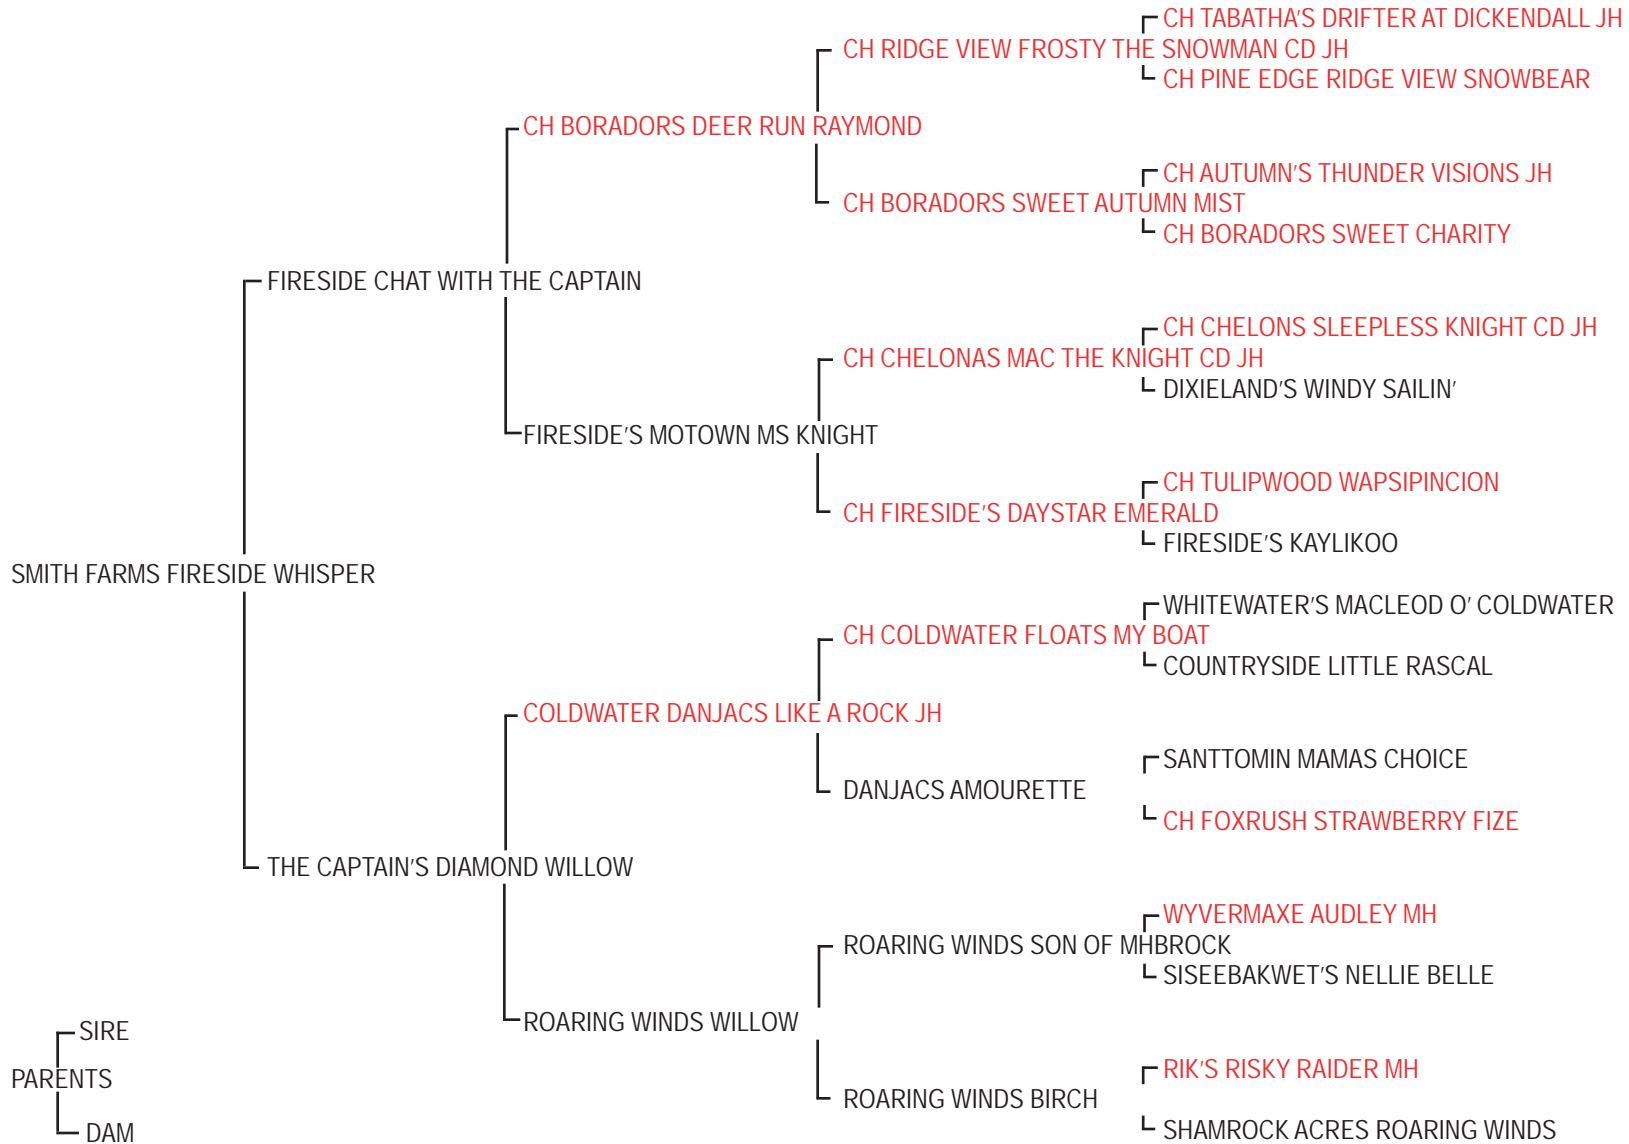 CH TABATHA'S DRIFTER AT DICKENDALL JH
CH RIDGE VIEW FROSTY THE SNOWMAN CD JH
CH PINE EDGE RIDGE VIEW SNOWBEAR
CH BORADORS DEER RUN RAYMOND
CH AUTUMN'S THUNDER VISIONS JH
CH BORADORS SWEET AUTUMN MIST
CH BORADORS SWEET CHARITY
FIRESIDE CHAT WITH THE CAPTAIN
CH CHELONS SLEEPLESS KNIGHT CD JH
CH CHELONAS MAC THE KNIGHT CD JH
DIXIELAND'S WINDY SAILIN'
FIRESIDE'S MOTOWN MS KNIGHT
CH TULIPWOOD WAPSIPINCION
CH FIRESIDE'S DAYSTAR EMERALD
FIRESIDE'S KAYLIKOO
SMITH FARMS FIRESIDE WHISPER
WHITEWATER'S MACLEOD O' COLDWATER
CH COLDWATER FLOATS MY BOAT
COUNTRYSIDE LITTLE RASCAL
COLDWATER DANJACS LIKE A ROCK JH
SANTTOMIN MAMAS CHOICE
DANJACS AMOURETTE
CH FOXRUSH STRAWBERRY FIZE
THE CAPTAIN'S DIAMOND WILLOW
WYVERMAXE AUDLEY MH
ROARING WINDS SON OF MHBROCK
SISEEBAKWET'S NELLIE BELLE
ROARING WINDS WILLOW
RIK'S RISKY RAIDER MH
ROARING WINDS BIRCH
SHAMROCK ACRES ROARING WINDS
SIRE
PARENTS
DAM